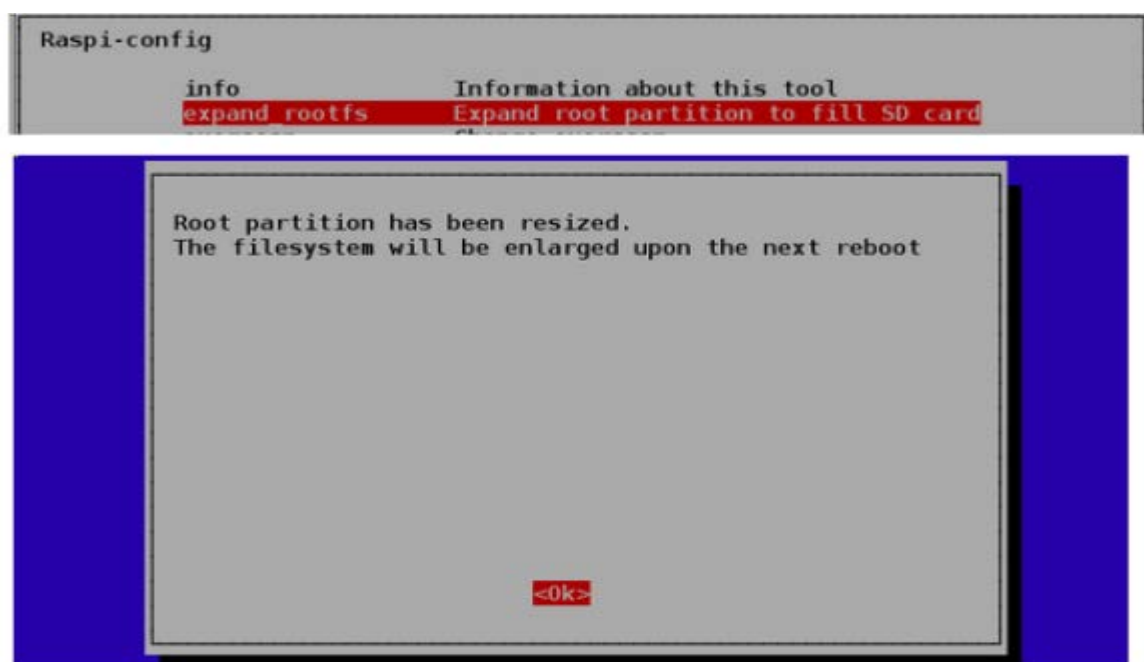 Raspi-config
info Information about this tool
expand_rootfs Expand root partition to fill SD card
Root partition has been resized.
The filesystem will be enlarged upon the next reboot
<Ok>